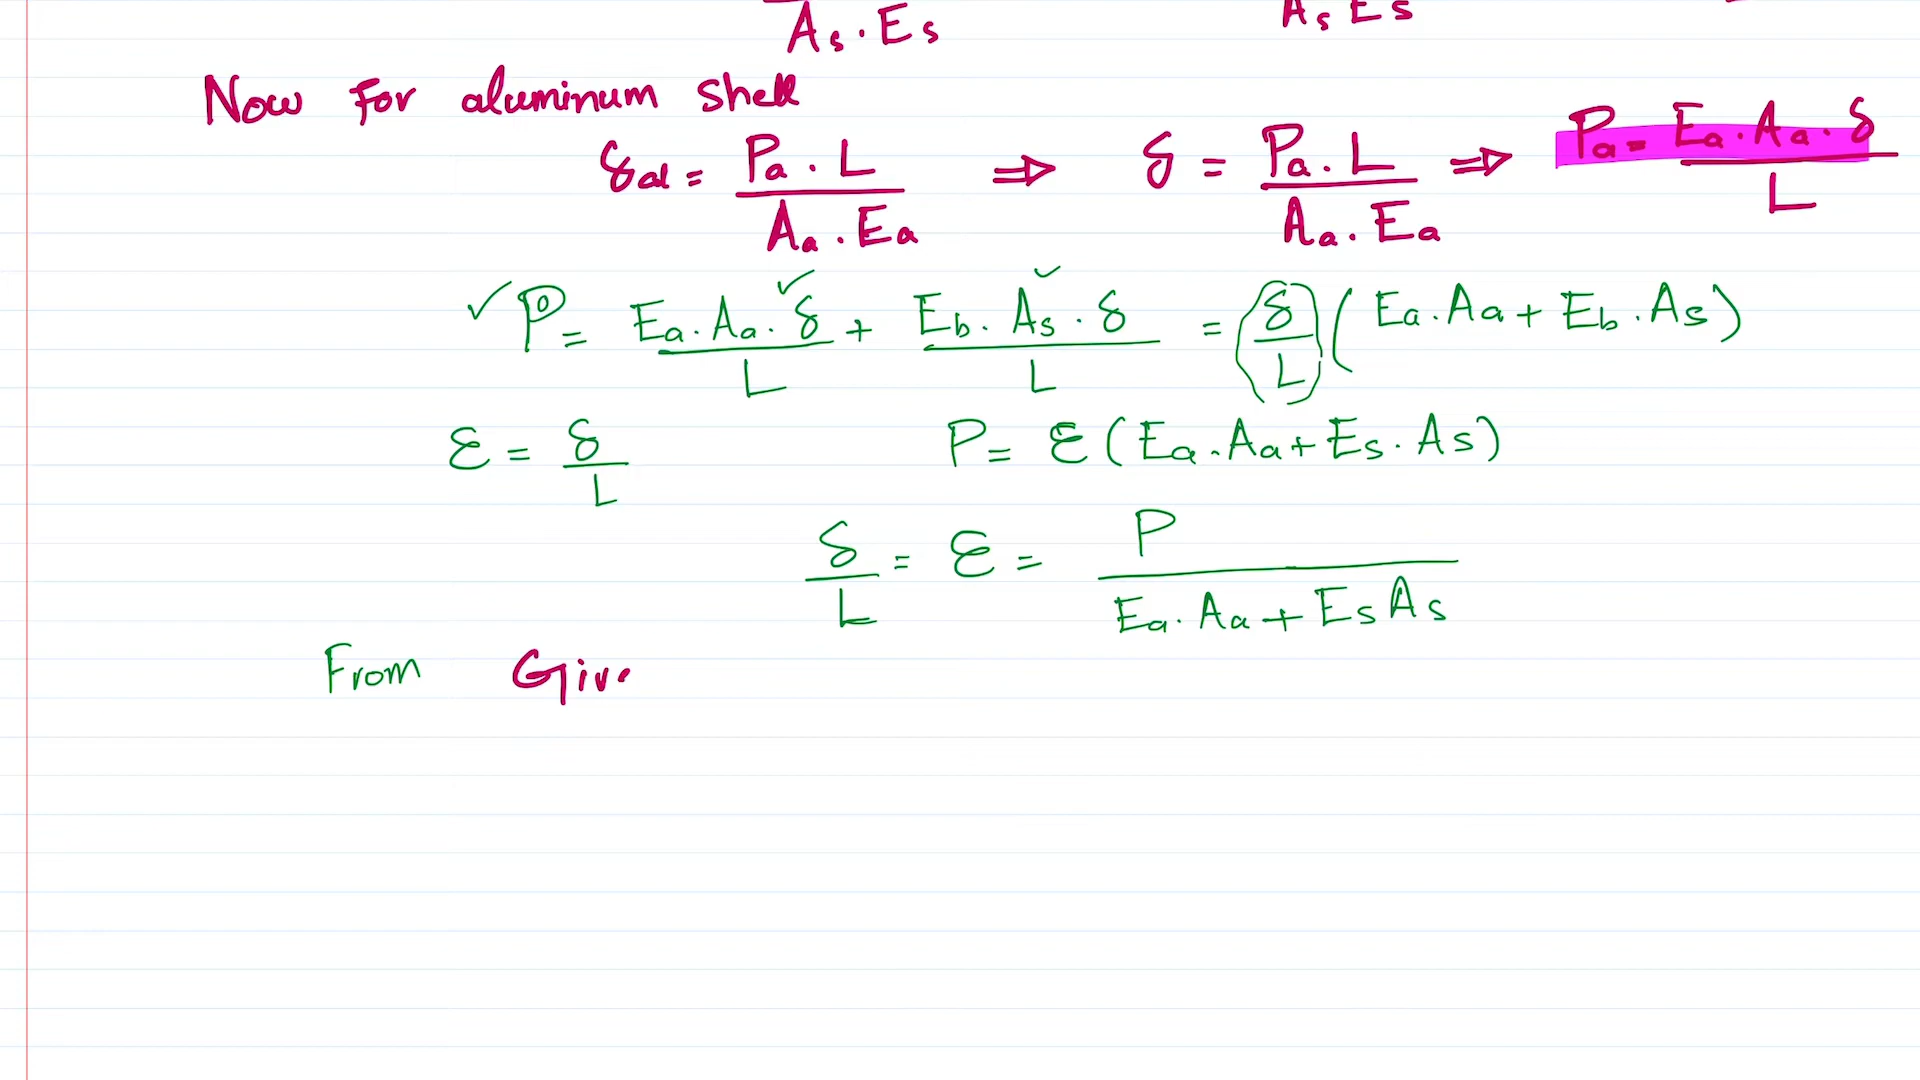 As . Es As Es
Now For aluminum shell
δal = Pa . L / Aa . Ea ⇒ δ = Pa . L / Aa . Ea ⇒ Pa = Ea . Aa . δ / L
✓ P = Ea . Aa . δ / L + Eb . As . δ / L = δ / L ( Ea . Aa + Eb . As )
ε = δ / L P = ε ( Ea . Aa + Es . As )
δ / L = ε = P / Ea . Aa + Es As
From Give